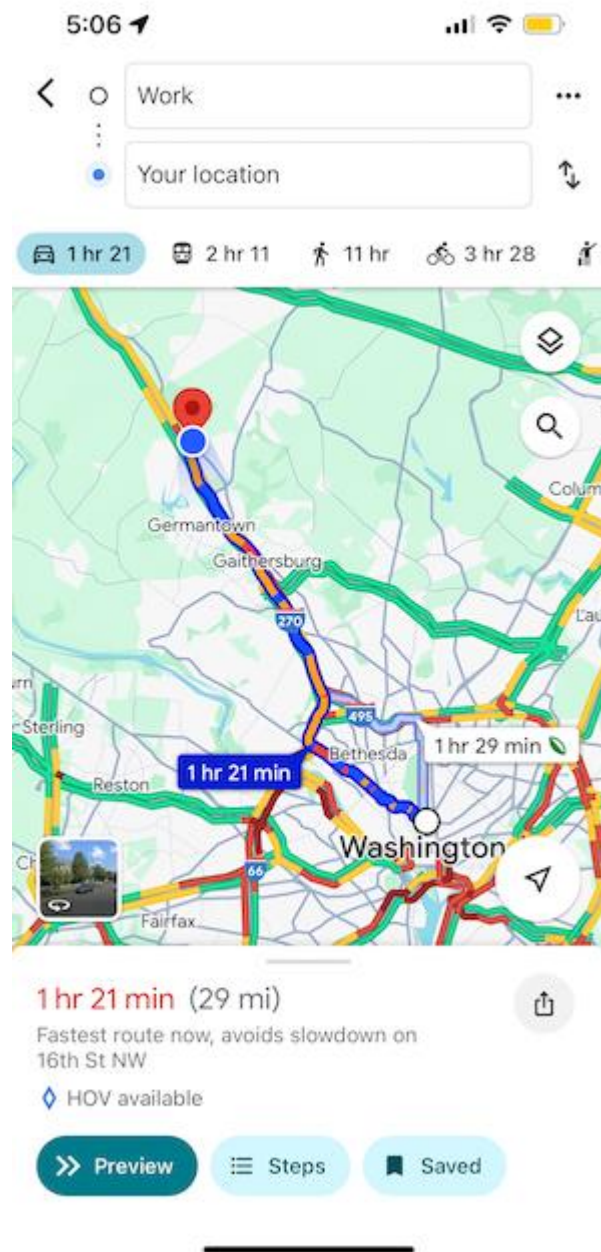 5:06
Work
Your location
1 hr 21
2 hr 11
11 hr
3 hr 28
Germantown
Gaithersburg
270
495
Sterling
Reston
Bethesda
1 hr 29 min
1 hr 21 min
Washington
66
Fairfax
1 hr 21 min (29 mi)
Fastest route now, avoids slowdown on
16th St NW
HOV available
Preview
Steps
Saved